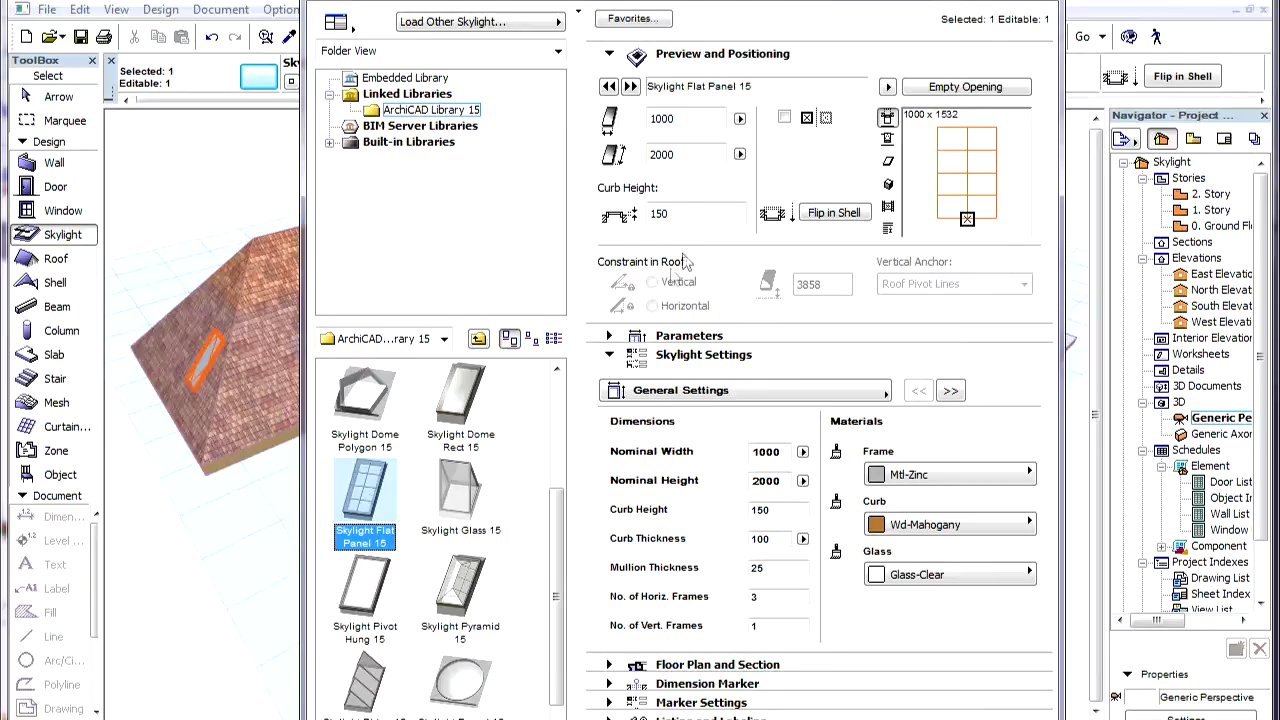 File
Edit
View
Design
Document
Option
Load Other Skylight...
Favorites...
Selected: 1 Editable: 1
Folder View
Preview and Positioning
Go
ToolBox
Select
Selected: 1
Editable: 1
Sky
Flip in Shell
Arrow
Marquee
Design
Wall
Door
Window
Skylight
Roof
Shell
Beam
Column
Slab
Stair
Mesh
Curtain...
Zone
Object
Document
Dimen...
Level ...
Text
A1
Label
Fill
Line
Arc/Ci...
Polyline
Drawing
Embedded Library
Linked Libraries
ArchiCAD Library 15
BIM Server Libraries
Built-in Libraries
ArchiCAD...rary 15
Skylight Dome
Polygon 15
Skylight Dome
Rect 15
Skylight Flat
Panel 15
Skylight Glass 15
Skylight Pivot
Hung 15
Skylight Pyramid
15
Skylight Flat Panel 15
Empty Opening
1000
2000
1000 x 1532
Curb Height:
150
Flip in Shell
Constraint in Roof
Vertical
Horizontal
3858
Vertical Anchor:
Roof Pivot Lines
Parameters
Skylight Settings
General Settings
<<
>>
Dimensions
Nominal Width
1000
Nominal Height
2000
Curb Height
150
Curb Thickness
100
Mullion Thickness
25
No. of Horiz. Frames
3
No. of Vert. Frames
1
Materials
Frame
Mtl-Zinc
Curb
Wd-Mahogany
Glass
Glass-Clear
Floor Plan and Section
Dimension Marker
Marker Settings
Navigator - Project ...
Skylight
Stories
2. Story
1. Story
0. Ground Fl
Sections
Elevations
East Elevatio
North Elevati
South Elevati
West Elevati
Interior Elevatio
Worksheets
Details
3D Documents
3D
Generic Pe
Generic Axon
Schedules
Element
Door List
Object In
Wall List
Window
Component
Project Indexes
Drawing List
Sheet Index
View List
Properties
Generic Perspective
Settings